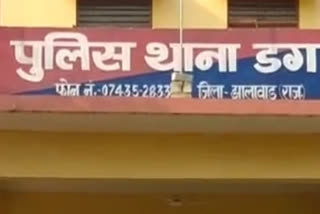 पुलिस थाना डग
फोन नं.-07435-2833 जिला-झालावाड़ (राज)